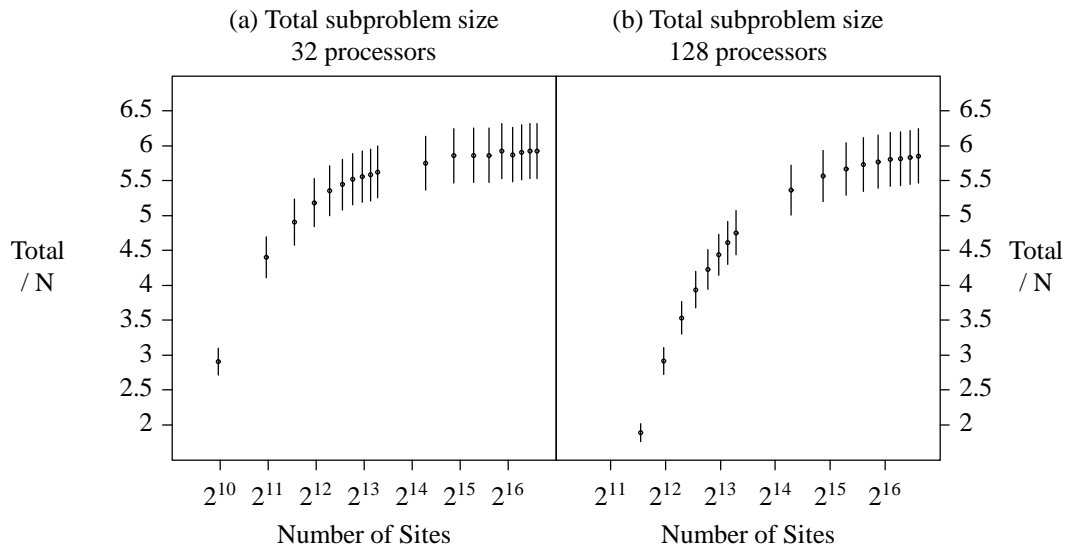 (a) Total subproblem size
32 processors
(b) Total subproblem size
128 processors
6.5
6
5.5
5
4.5
4
3.5
3
2.5
2
Total
/ N
6.5
6
5.5
5
4.5
4
3.5
3
2.5
2
Total
/ N
2^10 2^11 2^12 2^13 2^14 2^15 2^16
Number of Sites
2^11 2^12 2^13 2^14 2^15 2^16
Number of Sites